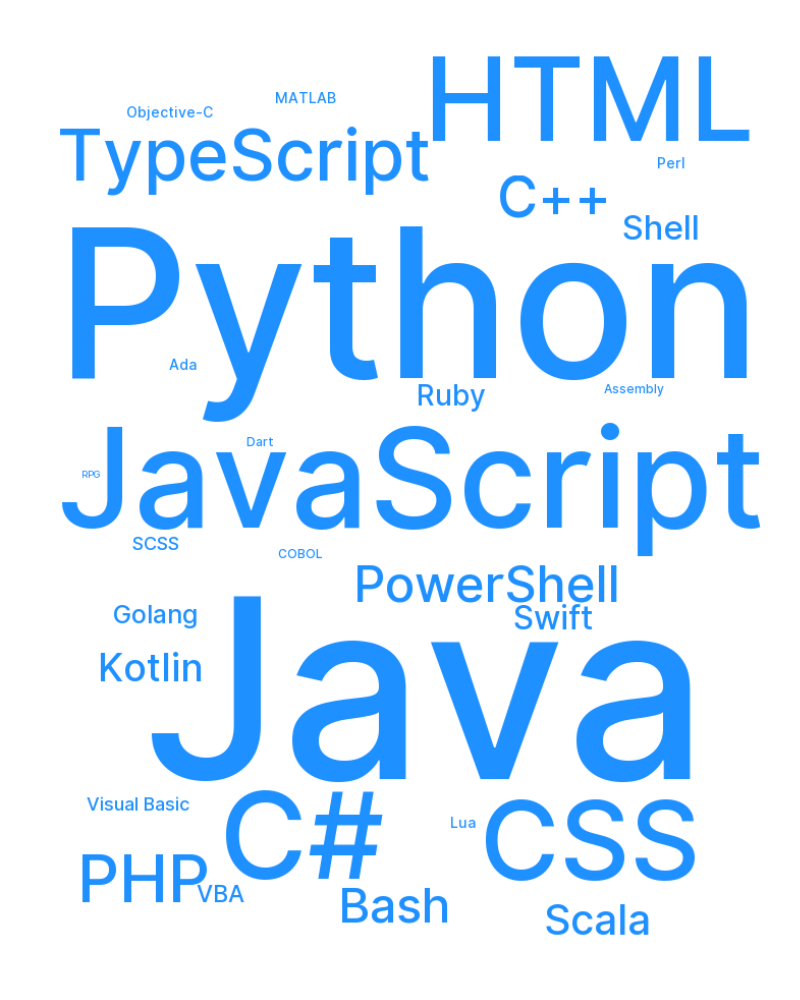 HTML
MATLAB
Objective-C
TypeScript
Perl
C++
Shell
Python
Ada
Ruby
Assembly
JavaScript
Dart
RPG
SCSS
COBOL
PowerShell
Golang
Swift
Kotlin
Java
Visual Basic
C#
Lua
CSS
PHP
VBA
Bash
Scala